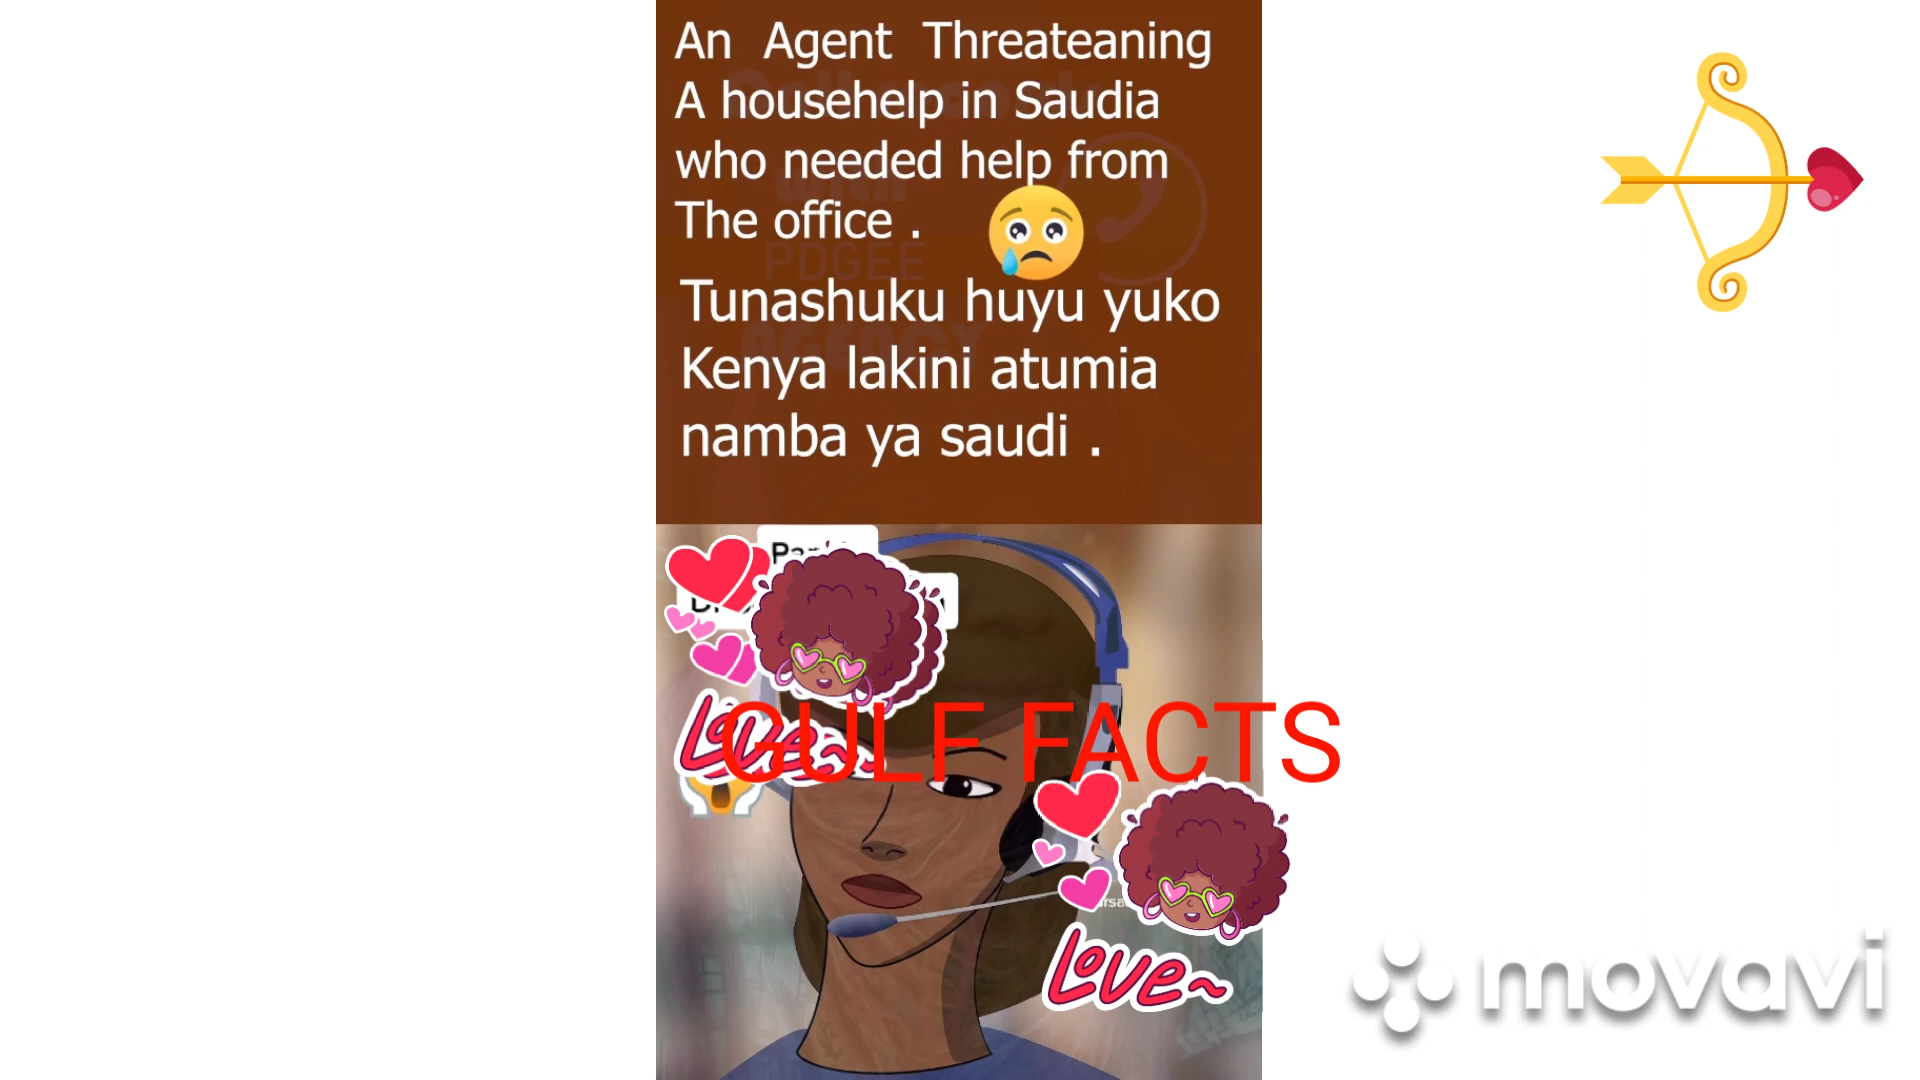 An Agent Threateaning
A househelp in Saudia
who needed help from
The office .
Tunashuku huyu yuko
Kenya lakini atumia
namba ya saudi .
Love~
GULF FACTS
Love~
movavi